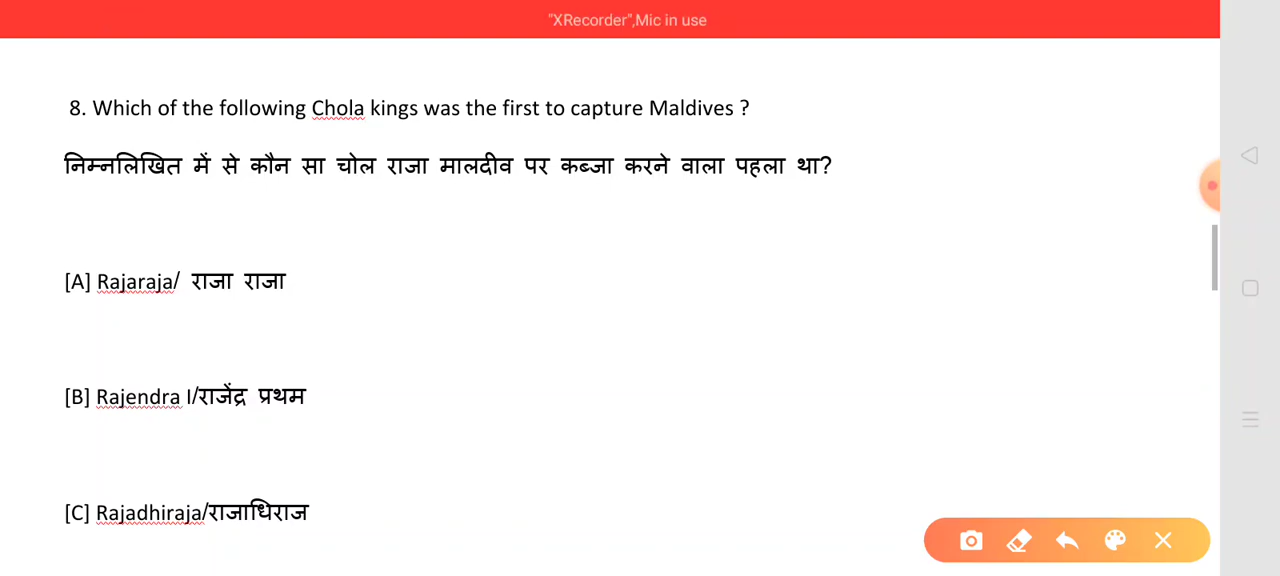 "XRecorder",Mic in use
8. Which of the following Chola kings was the first to capture Maldives ?
निम्नलिखित में से कौन सा चोल राजा मालदीव पर कब्जा करने वाला पहला था?
[A] Rajaraja/ राजा राजा
[B] Rajendra I/राजेंद्र प्रथम
[C] Rajadhiraja/राजाधिराज